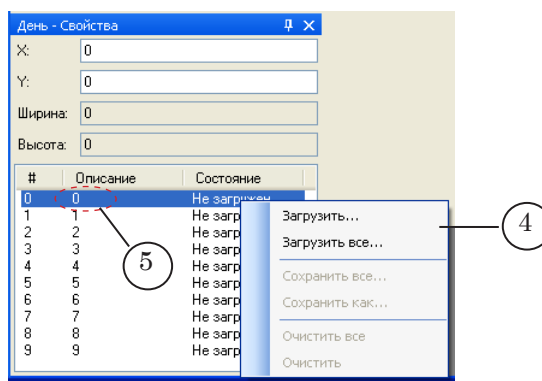 День - Свойства
X: 0
Y: 0
Ширина: 0
Высота: 0
# Описание Состояние
0 0 Не загружен
1 1 Не загр
2 2 Не загр
3 3 Не загр
4 4 Не загр
5 5 Не загр
6 6 Не загр
7 7 Не загр
8 8 Не загр
9 9 Не загр
Загрузить...
Загрузить все...
Сохранить все...
Сохранить как...
Очистить все
Очистить
4
5